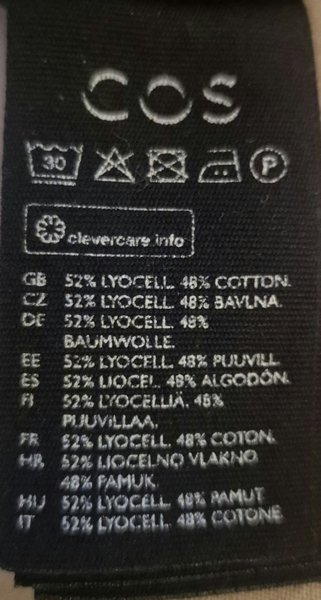 COS
30 P
clevercare.info
GB 52% LYOCELL. 48% COTTON.
CZ 52% LYOCELL. 48% BAVLNA.
DE 52% LYOCELL. 48%
BAUMWOLLE.
EE 52% LYOCELL. 48% PUUVILL
ES 52% LIOCEL. 48% ALGODÓN.
FI 52% LYOCELLIÄ. 48%
PUUVILLAA.
FR 52% LYOCELL. 48% COTON.
HR 52% LIOCELNO VLAKNO
48% PAMUK.
HU 52% LYOCELL. 48% PAMUT
IT 52% LYOCELL. 48% COTONE